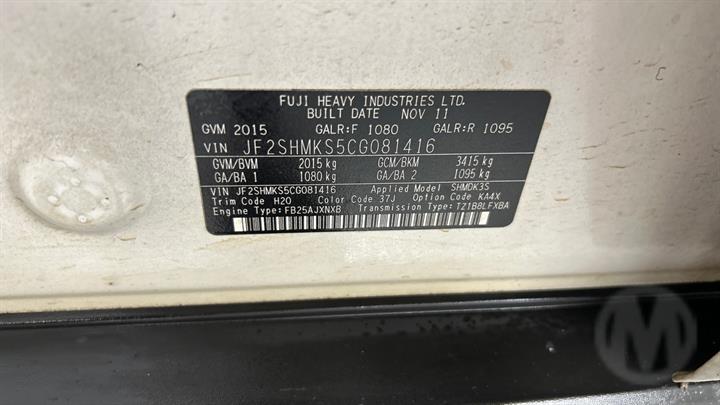 FUJI HEAVY INDUSTRIES LTD.
BUILT DATE NOV 11
GVM 2015 GALR:F 1080 GALR:R 1095
VIN JF2SHMKS5CG081416
GVM/BVM 2015 kg GCM/BKM 3415 kg
GA/BA 1 1080 kg GA/BA 2 1095 kg
VIN JF2SHMKS5CG081416 Applied Model SHMDK3S
Trim Code H20 Color Code 37J Option Code KA4X
Engine Type:FB25AJXNXB Transmission Type:TZ1B8LFXBA
M